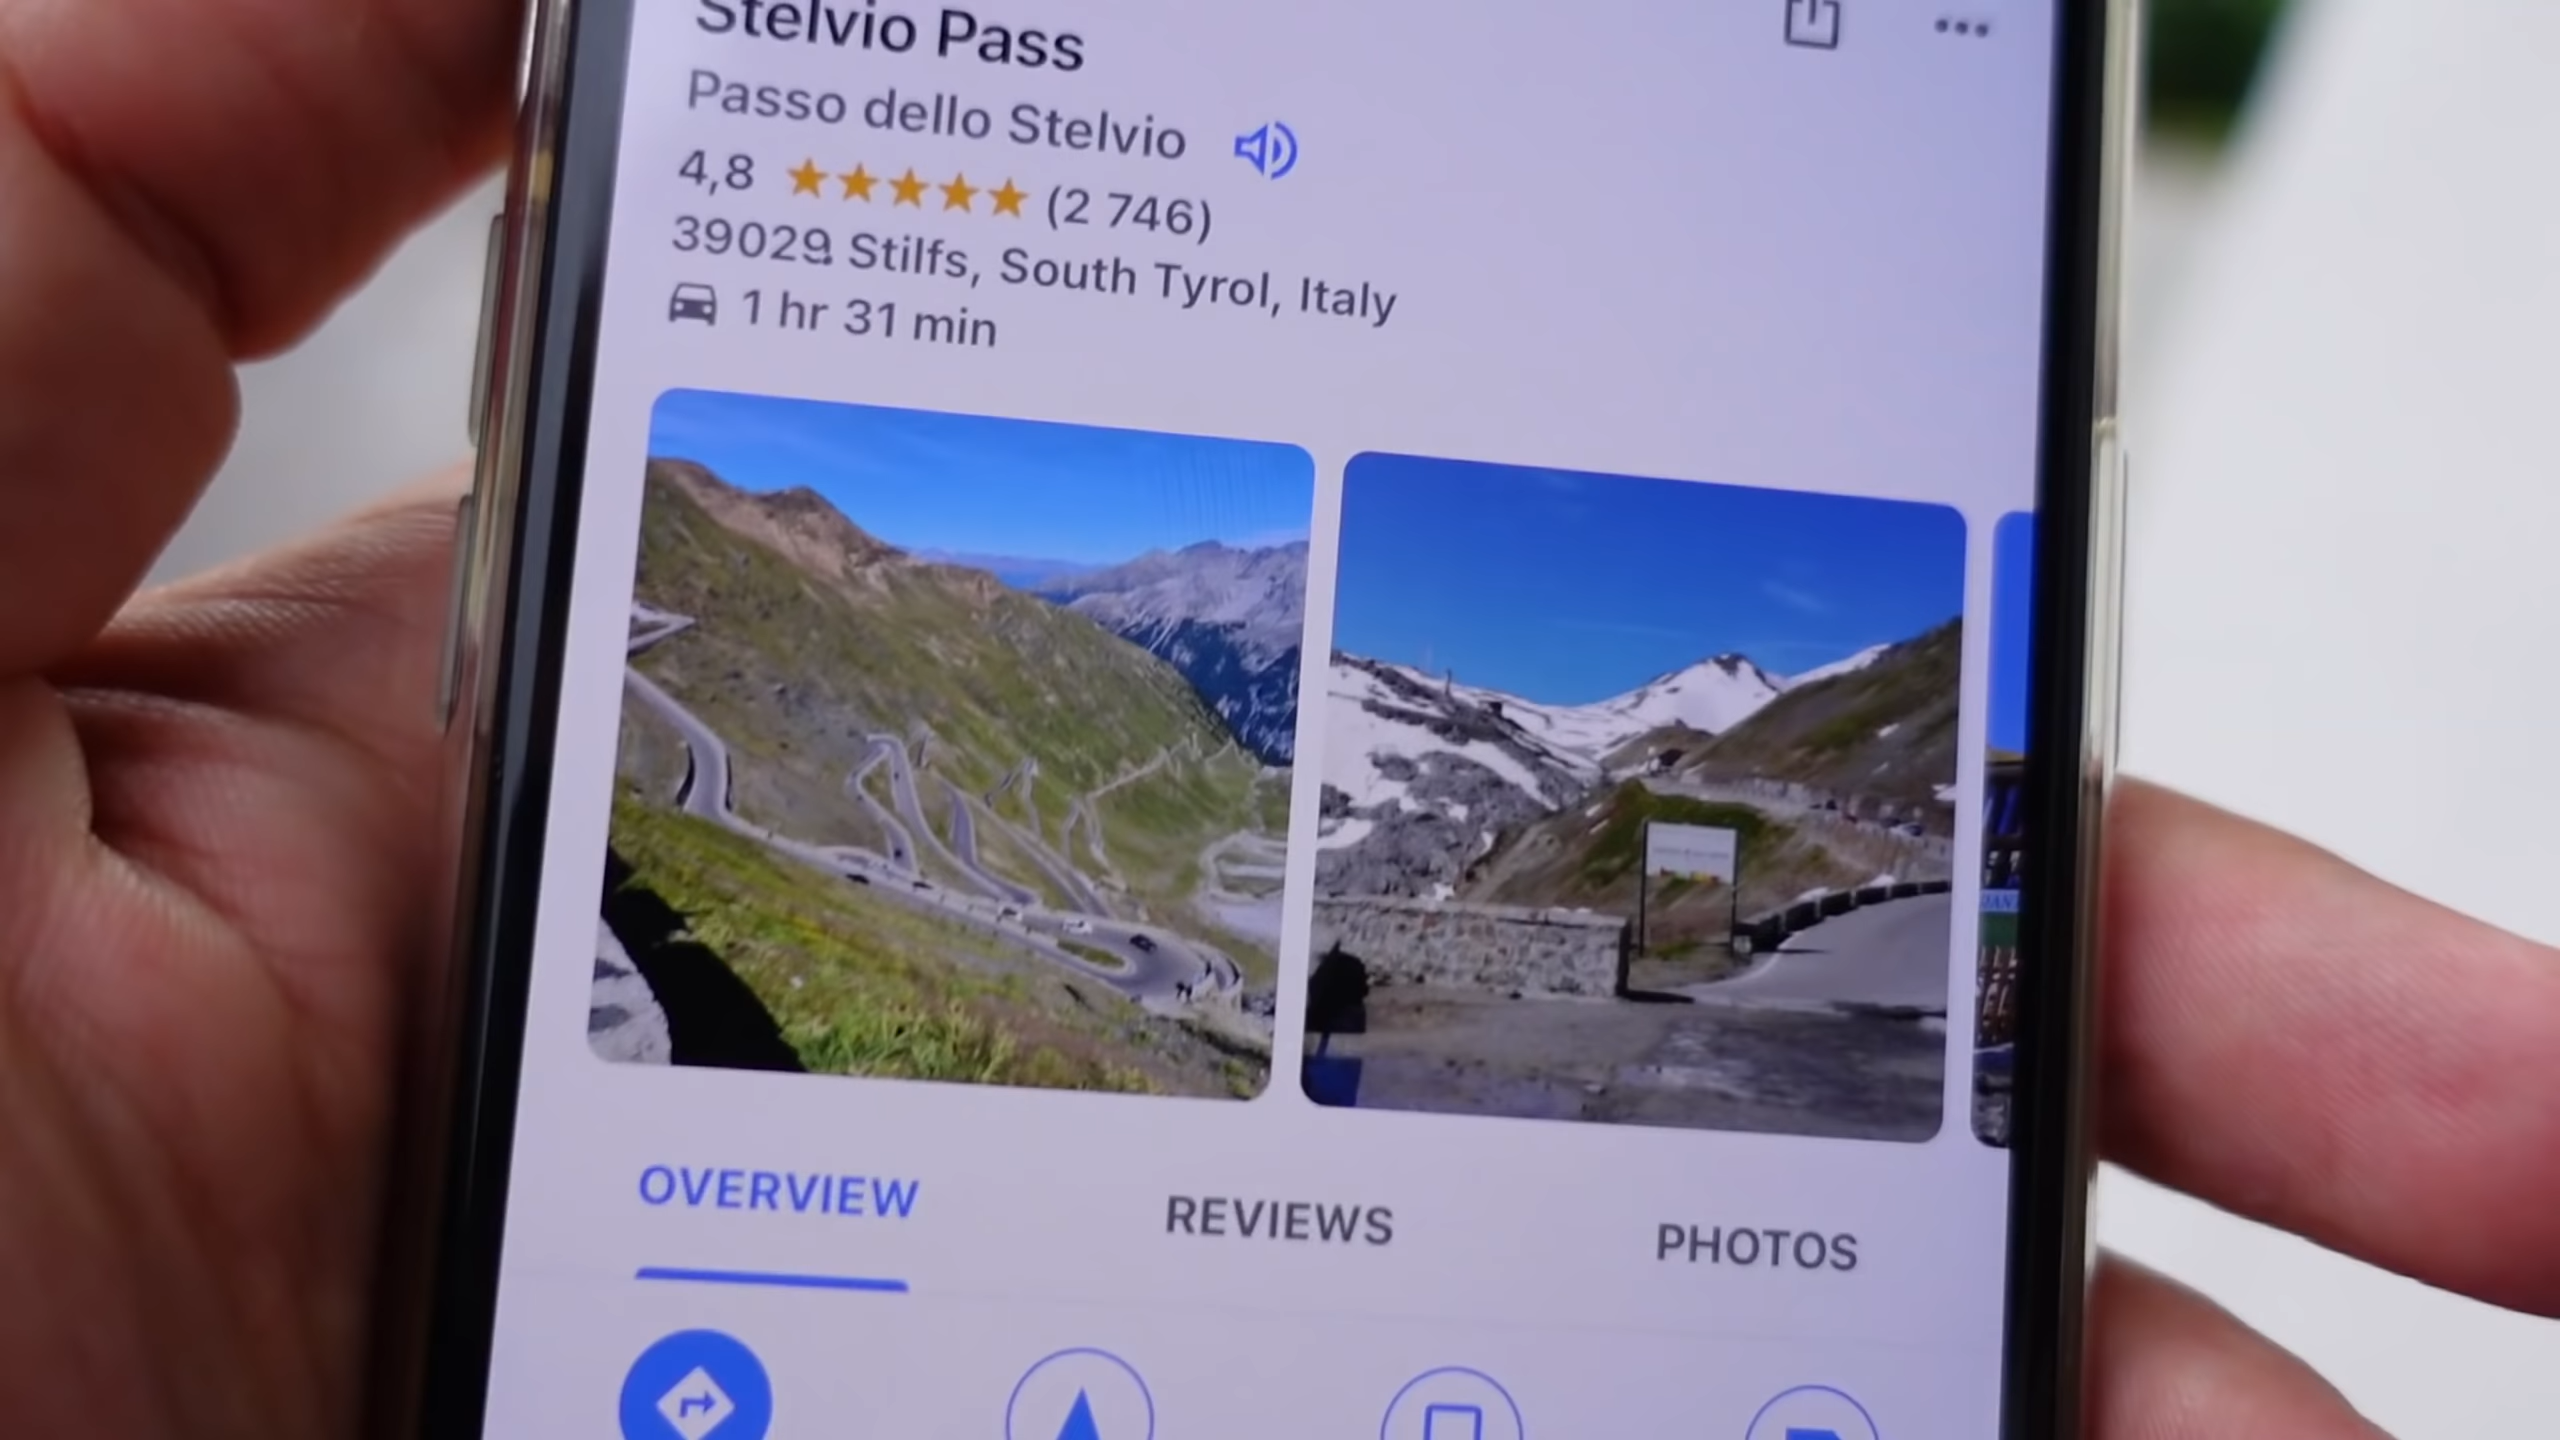 Stelvio Pass
Passo dello Stelvio
4,8 (2 746)
39029 Stilfs, South Tyrol, Italy
1 hr 31 min
OVERVIEW
REVIEWS
PHOTOS